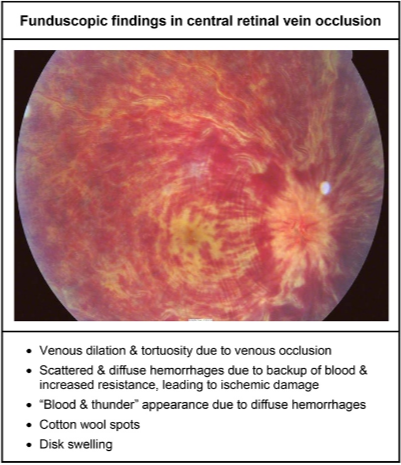 Funduscopic findings in central retinal vein occlusion
• Venous dilation & tortuosity due to venous occlusion
• Scattered & diffuse hemorrhages due to backup of blood &
increased resistance, leading to ischemic damage
• “Blood & thunder” appearance due to diffuse hemorrhages
• Cotton wool spots
• Disk swelling